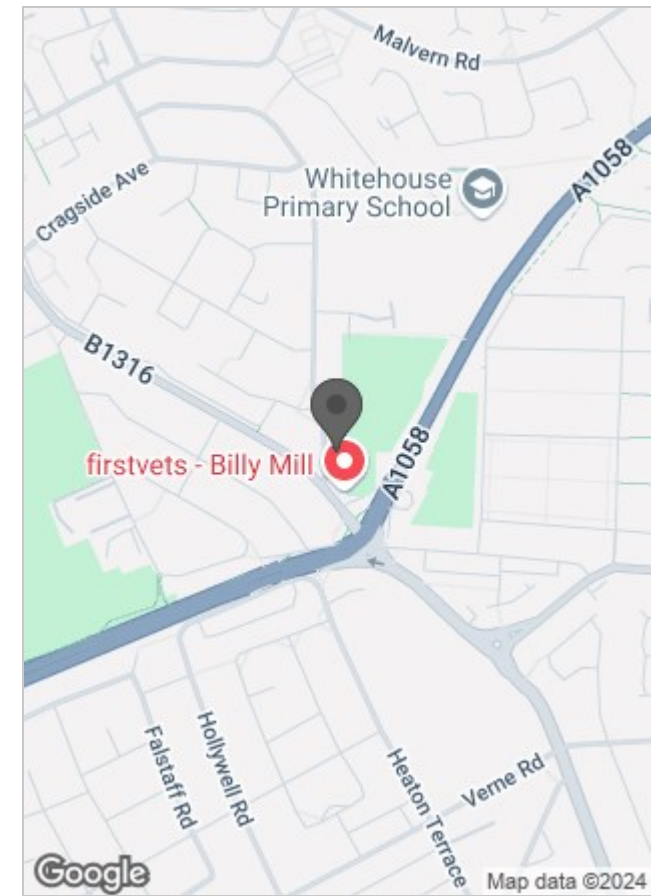 Malvern Rd
A1058
Whitehouse
Primary School
Cragside Ave
B1316
firstvets - Billy Mill
A1058
Falstaff Rd
Hollywell Rd
Heaton Terrace
Verne Rd
Google
Map data ©2024